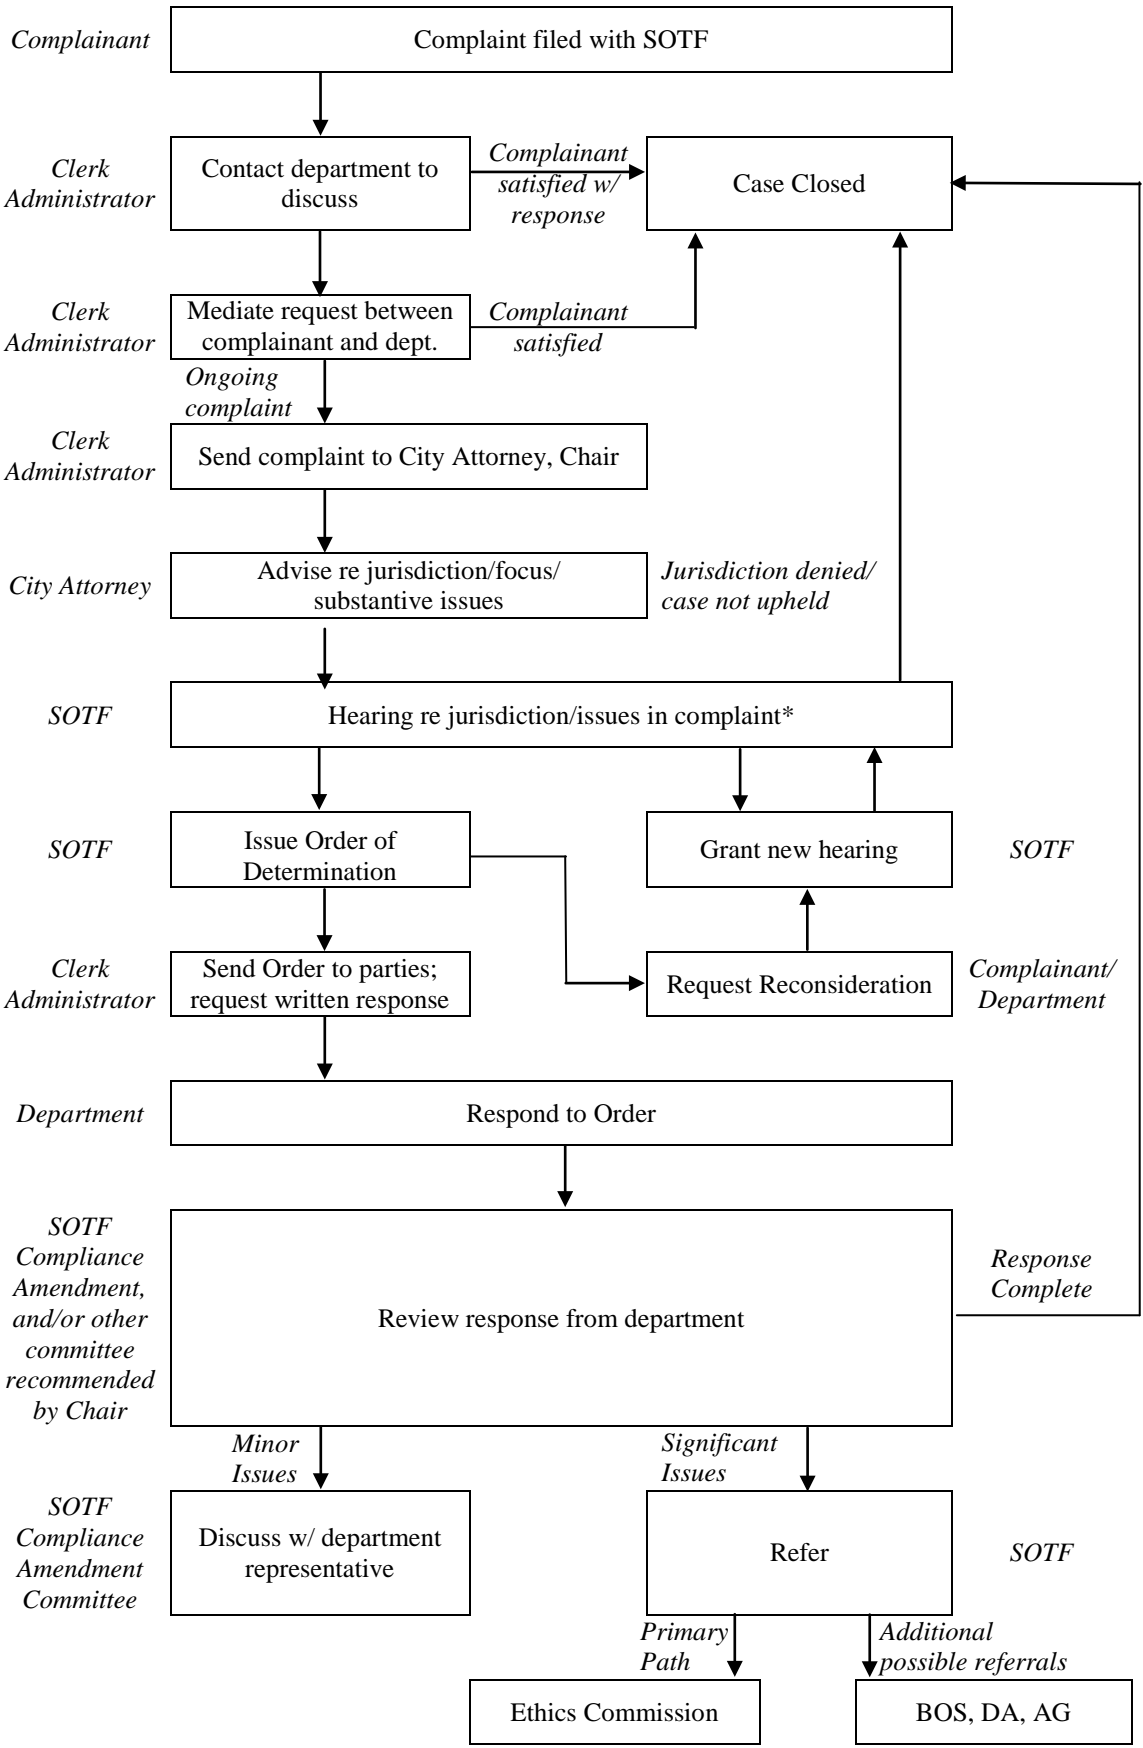 Complainant
Complaint filed with SOTF
Clerk
Administrator
Contact department to
discuss
Complainant
satisfied w/
response
Case Closed
Clerk
Administrator
Mediate request between
complainant and dept.
Complainant
satisfied
Ongoing
complaint
Clerk
Administrator
Send complaint to City Attorney, Chair
City Attorney
Advise re jurisdiction/focus/
substantive issues
Jurisdiction denied/
case not upheld
SOTF
Hearing re jurisdiction/issues in complaint*
SOTF
Issue Order of
Determination
Grant new hearing
SOTF
Clerk
Administrator
Send Order to parties;
request written response
Request Reconsideration
Complainant/
Department
Department
Respond to Order
SOTF
Compliance
Amendment,
and/or other
committee
recommended
by Chair
Review response from department
Response
Complete
Minor
Issues
Significant
Issues
SOTF
Compliance
Amendment
Committee
Discuss w/ department
representative
Refer
SOTF
Primary
Path
Additional
possible referrals
Ethics Commission
BOS, DA, AG